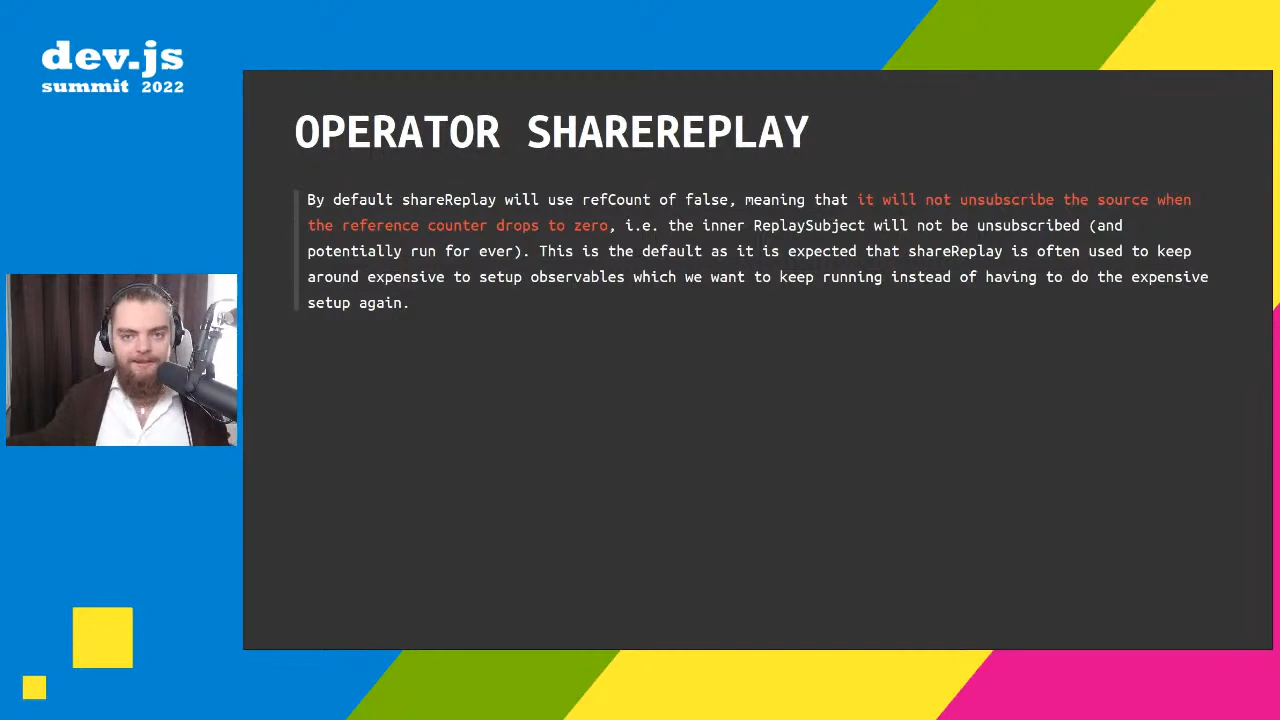 dev.js
summit 2022
OPERATOR SHAREREPLAY
By default shareReplay will use refCount of false, meaning that it will not unsubscribe the source when
the reference counter drops to zero, i.e. the inner ReplaySubject will not be unsubscribed (and
potentially run for ever). This is the default as it is expected that shareReplay is often used to keep
around expensive to setup observables which we want to keep running instead of having to do the expensive
setup again.